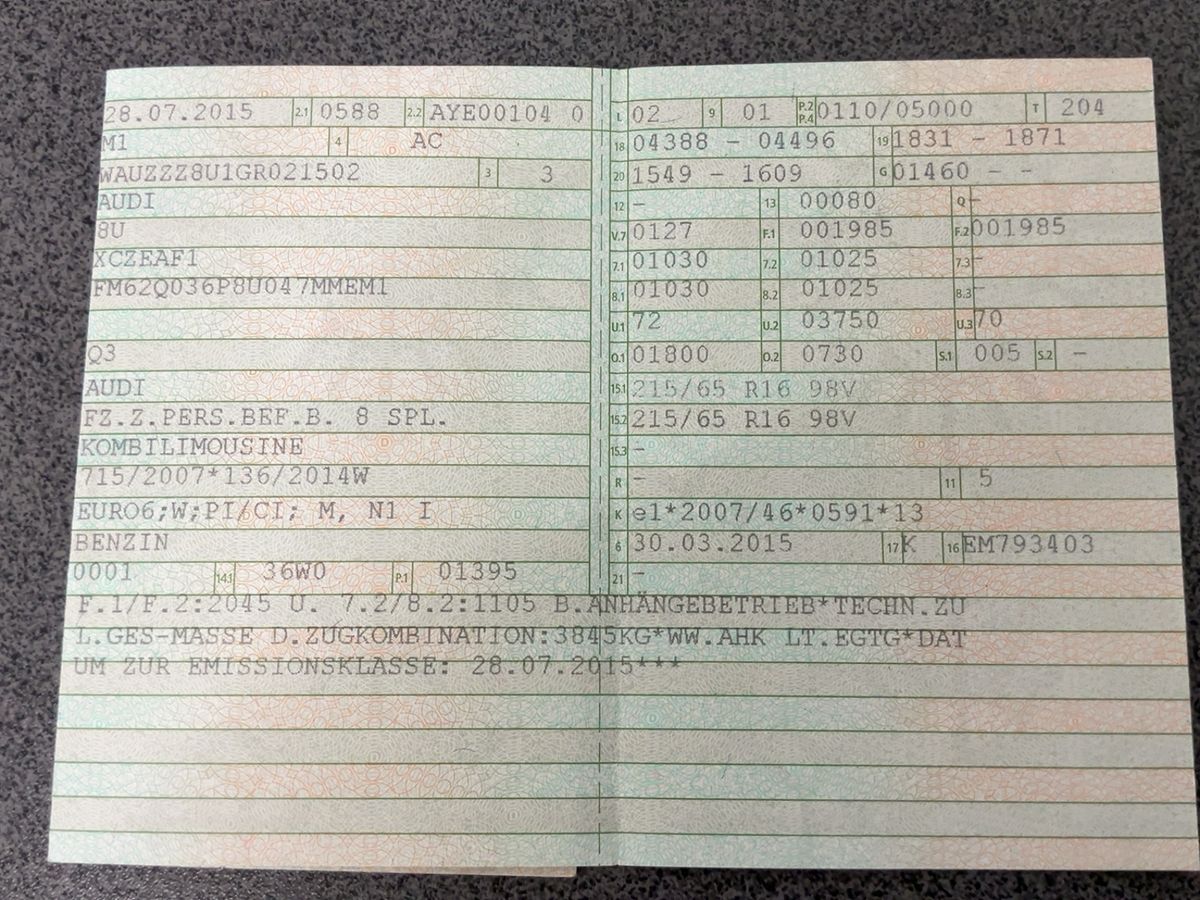 28.07.2015 2.1 0588 2.2 AYE00104 0 L 02 9 01 P.2 P.4 0110/05000 T 204
M1 4 AC 18 04388 - 04496 19 1831 - 1871
WAUZZZ8U1GR021502 3 3 20 1549 - 1609 G 01460 - -
AUDI 12 - 13 00080 Q -
8U V.7 0127 F.1 001985 F.2 001985
XCZEAF1 7.1 01030 7.2 01025 7.3 -
FM62Q036P8U047MMEM1 8.1 01030 8.2 01025 8.3 -
U.1 72 U.2 03750 U.3 70
Q3 O.1 01800 O.2 0730 S.1 005 S.2 -
AUDI 15.1 215/65 R16 98V
FZ.Z.PERS.BEF.B. 8 SPL. 15.2 215/65 R16 98V
KOMBILIMOUSINE 15.3 -
715/2007*136/2014W R - 11 5
EURO6;W;PI/CI; M, N1 I K e1*2007/46*0591*13
BENZIN 6 30.03.2015 17 K 16 EM793403
0001 14.1 36W0 P.1 01395 21 -
F.1/F.2:2045 U. 7.2/8.2:1105 B.ANHÄNGEBETRIEB*TECHN.ZU
L.GES-MASSE D.ZUGKOMBINATION:3845KG*WW.AHK LT.EGTG*DAT
UM ZUR EMISSIONSKLASSE: 28.07.2015***